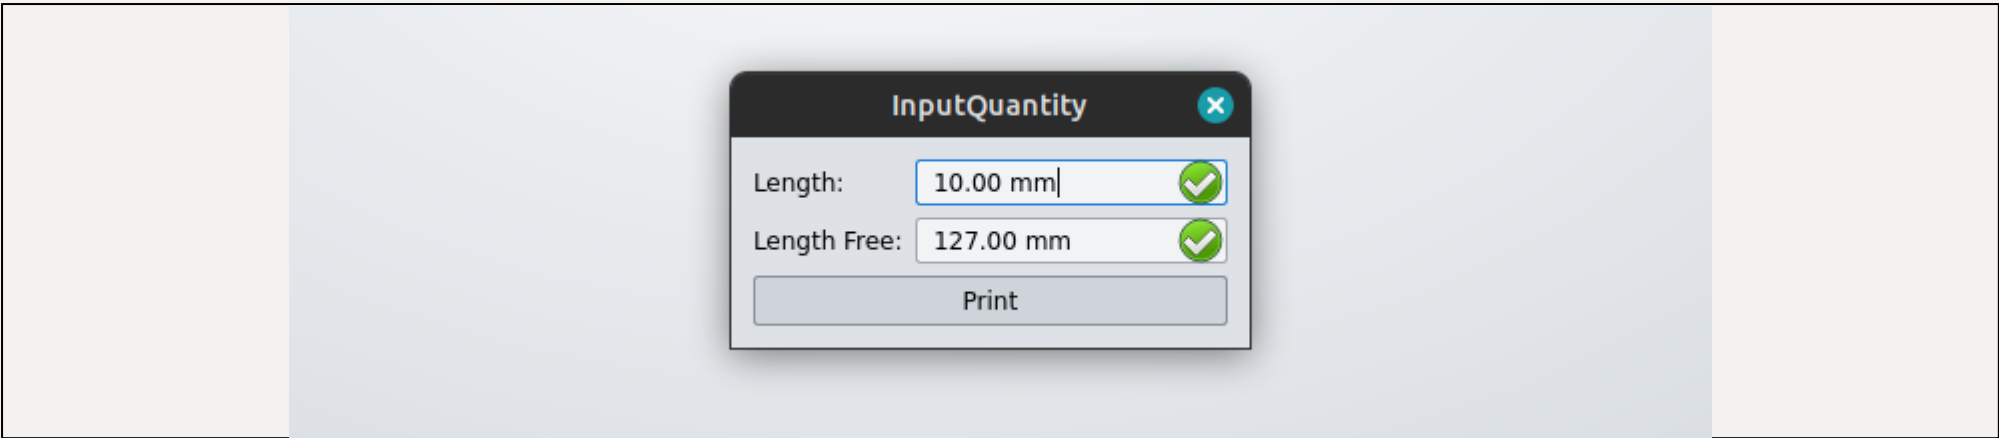 InputQuantity
Length: 10.00 mm
Length Free: 127.00 mm
Print